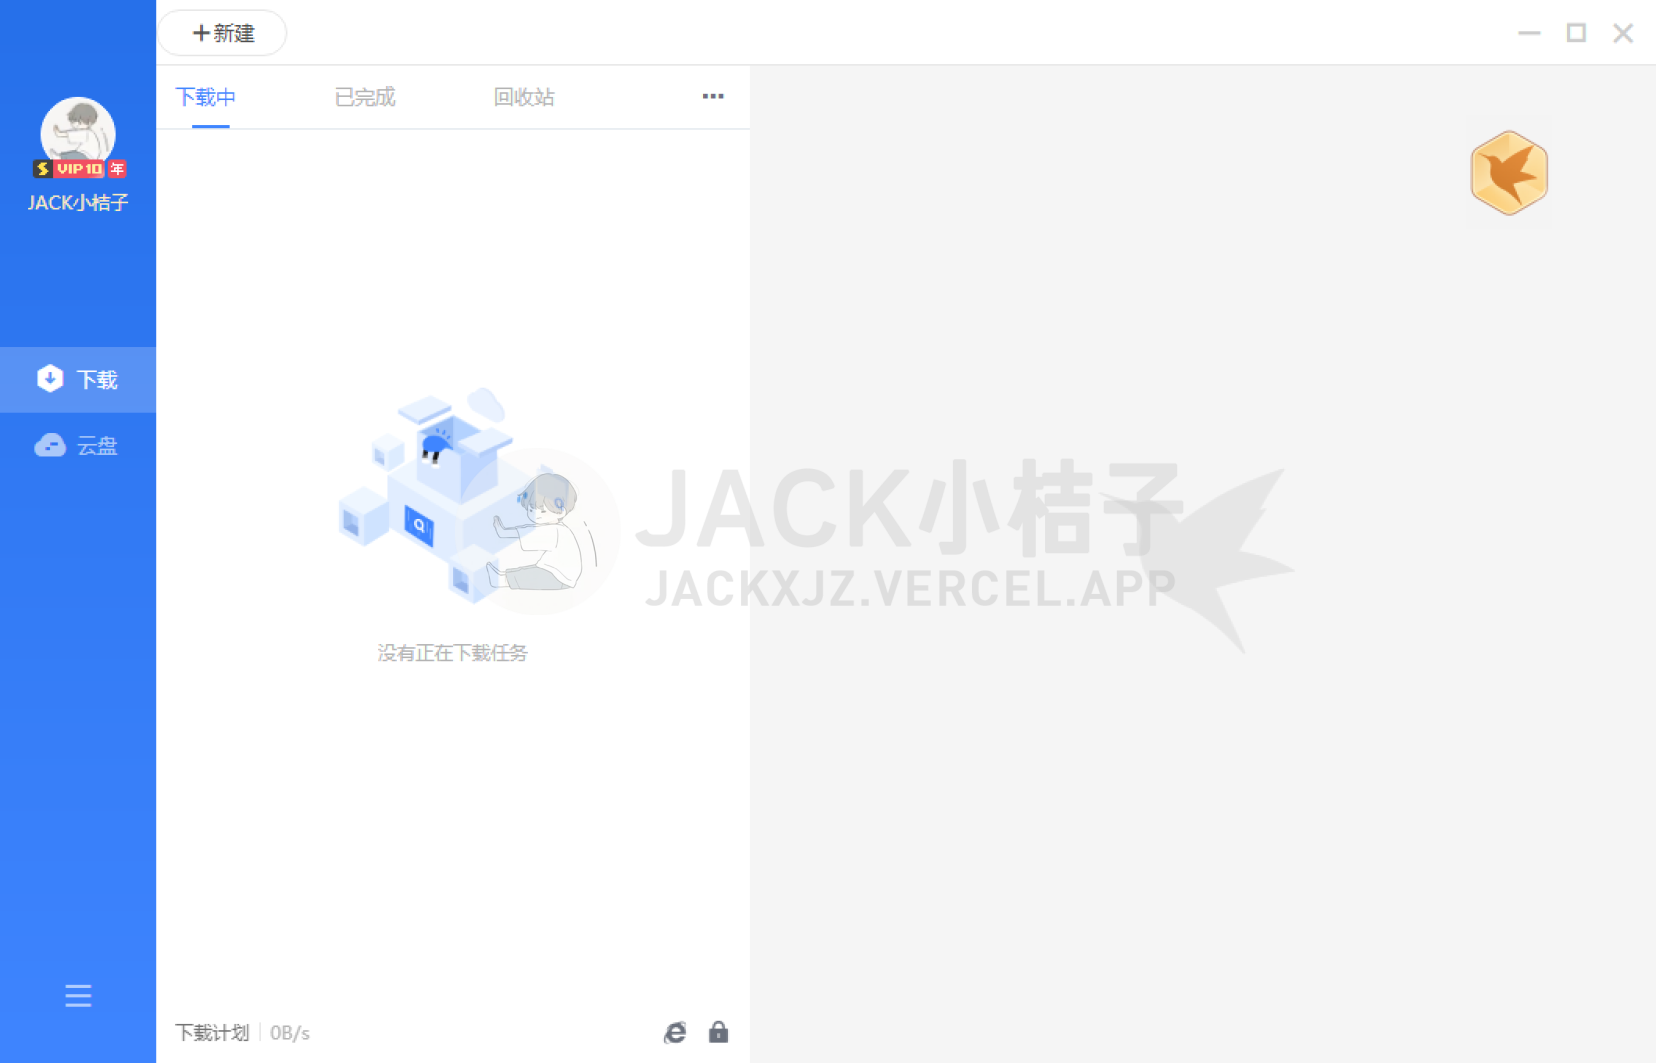 新建
下载中 已完成 回收站
VIP10 年
JACK小桔子
下载
云盘
JACK小桔子
JACKXJZ.VERCEL.APP
没有正在下载任务
下载计划 0B/s